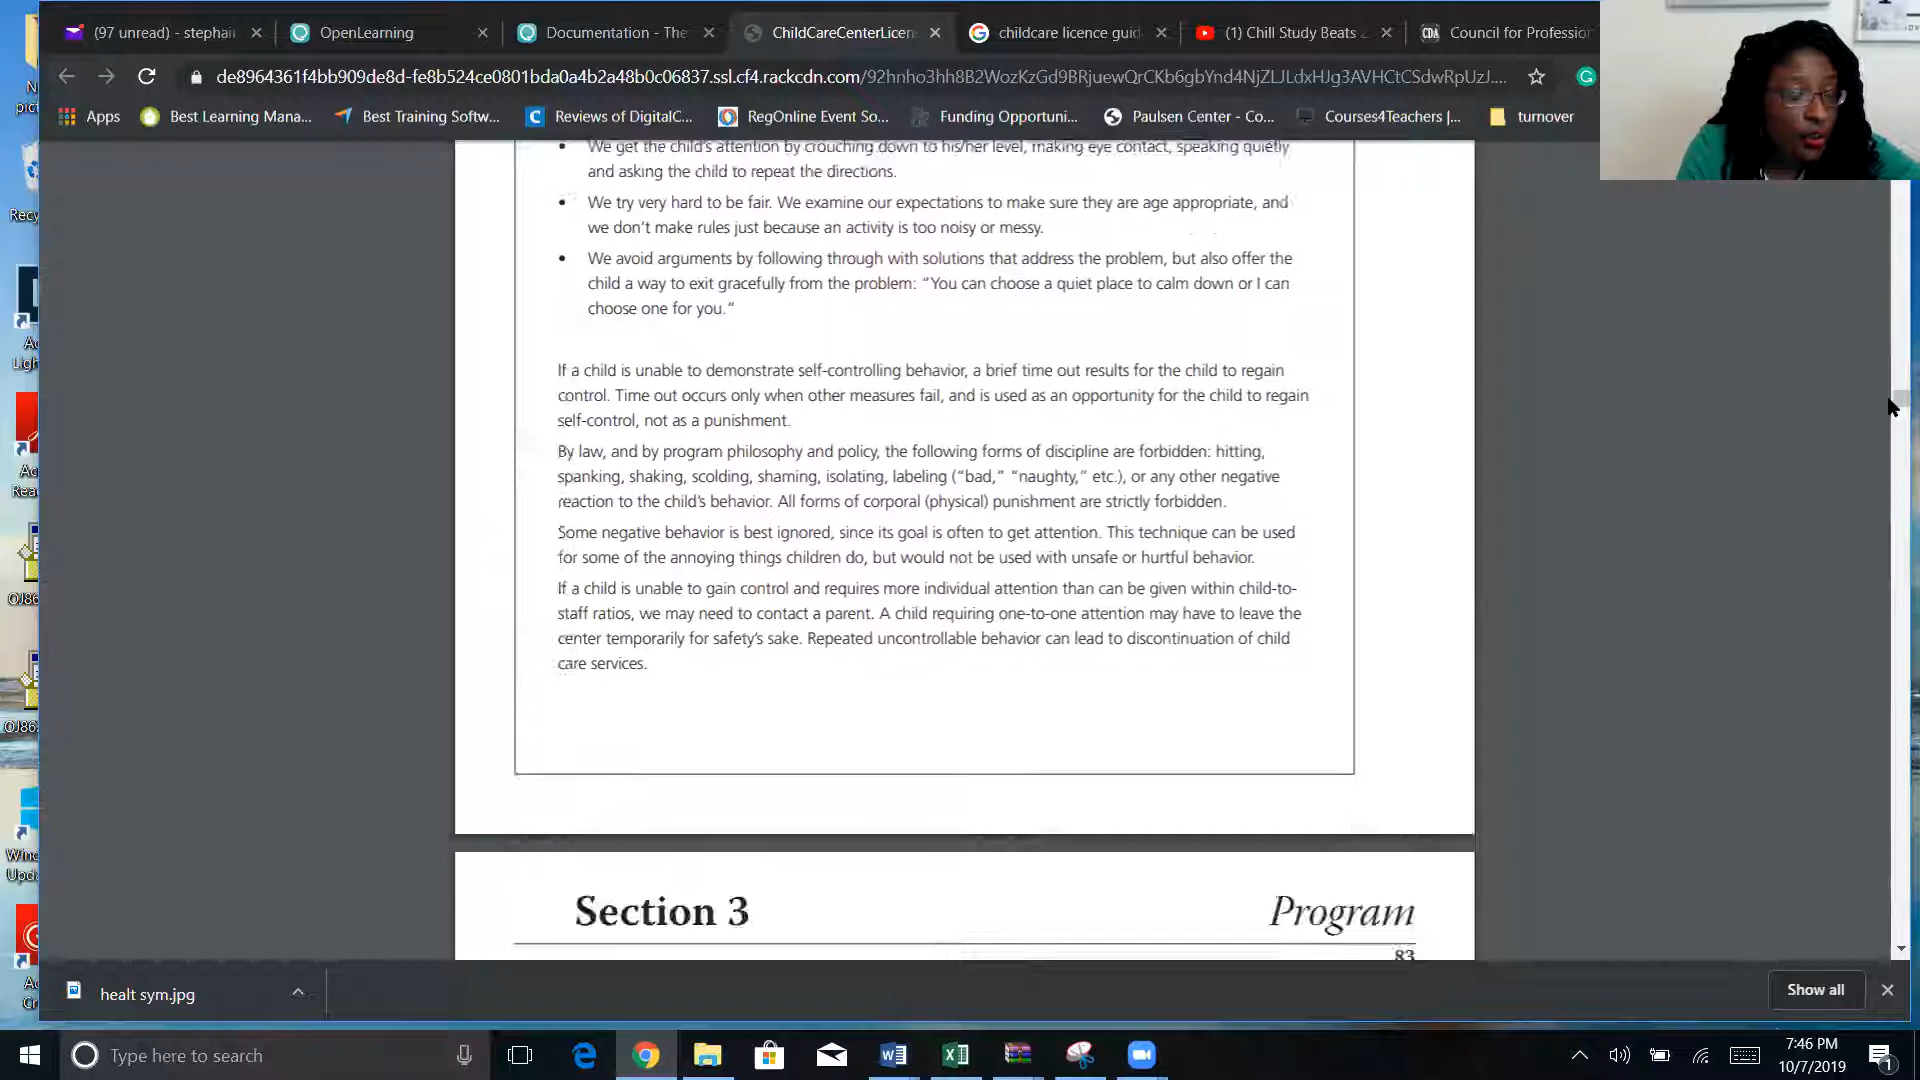 (97 unread) - stephai
OpenLearning
Documentation - The
ChildCareCenterLicen
childcare licence guid
(1) Chill Study Beats
CDA
Council for Profession
de8964361f4bb909de8d-fe8b524ce0801bda0a4b2a48b0c06837.ssl.cf4.rackcdn.com/92hnho3hh8B2WozKzGd9BRjuewQrCKb6gbYnd4NjZLJLdxHJg3AVHCtCSdwRpUzJ....
Apps
Best Learning Mana...
Best Training Softw...
Reviews of DigitalC...
RegOnline Event So...
Funding Opportuni...
Paulsen Center - Co...
Courses4Teachers |...
turnover
• We get the child's attention by crouching down to his/her level, making eye contact, speaking quietly
and asking the child to repeat the directions.
• We try very hard to be fair. We examine our expectations to make sure they are age appropriate, and
we don't make rules just because an activity is too noisy or messy.
• We avoid arguments by following through with solutions that address the problem, but also offer the
child a way to exit gracefully from the problem: "You can choose a quiet place to calm down or I can
choose one for you."
If a child is unable to demonstrate self-controlling behavior, a brief time out results for the child to regain
control. Time out occurs only when other measures fail, and is used as an opportunity for the child to regain
self-control, not as a punishment.
By law, and by program philosophy and policy, the following forms of discipline are forbidden: hitting,
spanking, shaking, scolding, shaming, isolating, labeling ("bad," "naughty," etc.), or any other negative
reaction to the child's behavior. All forms of corporal (physical) punishment are strictly forbidden.
Some negative behavior is best ignored, since its goal is often to get attention. This technique can be used
for some of the annoying things children do, but would not be used with unsafe or hurtful behavior.
If a child is unable to gain control and requires more individual attention than can be given within child-to-
staff ratios, we may need to contact a parent. A child requiring one-to-one attention may have to leave the
center temporarily for safety's sake. Repeated uncontrollable behavior can lead to discontinuation of child
care services.
Section 3
Program
83
healt sym.jpg
Show all
Type here to search
7:46 PM
10/7/2019
1